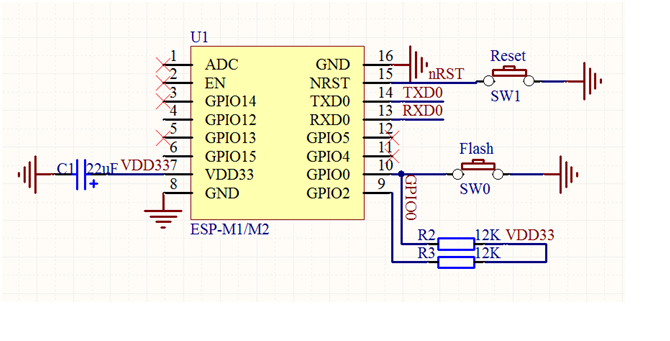 U1
1 ADC GND 16
2 EN NRST 15 nRST Reset SW1
3 GPIO14 TXD0 14 TXD0
4 GPIO12 RXD0 13 RXD0
5 GPIO13 GPIO5 12
6 GPIO15 GPIO4 11 Flash
C1 22uF VDD33 7 VDD33 GPIO0 10 SW0
+ 8 GND GPIO2 9 GPIO0
ESP-M1/M2
R2 12K VDD33
R3 12K